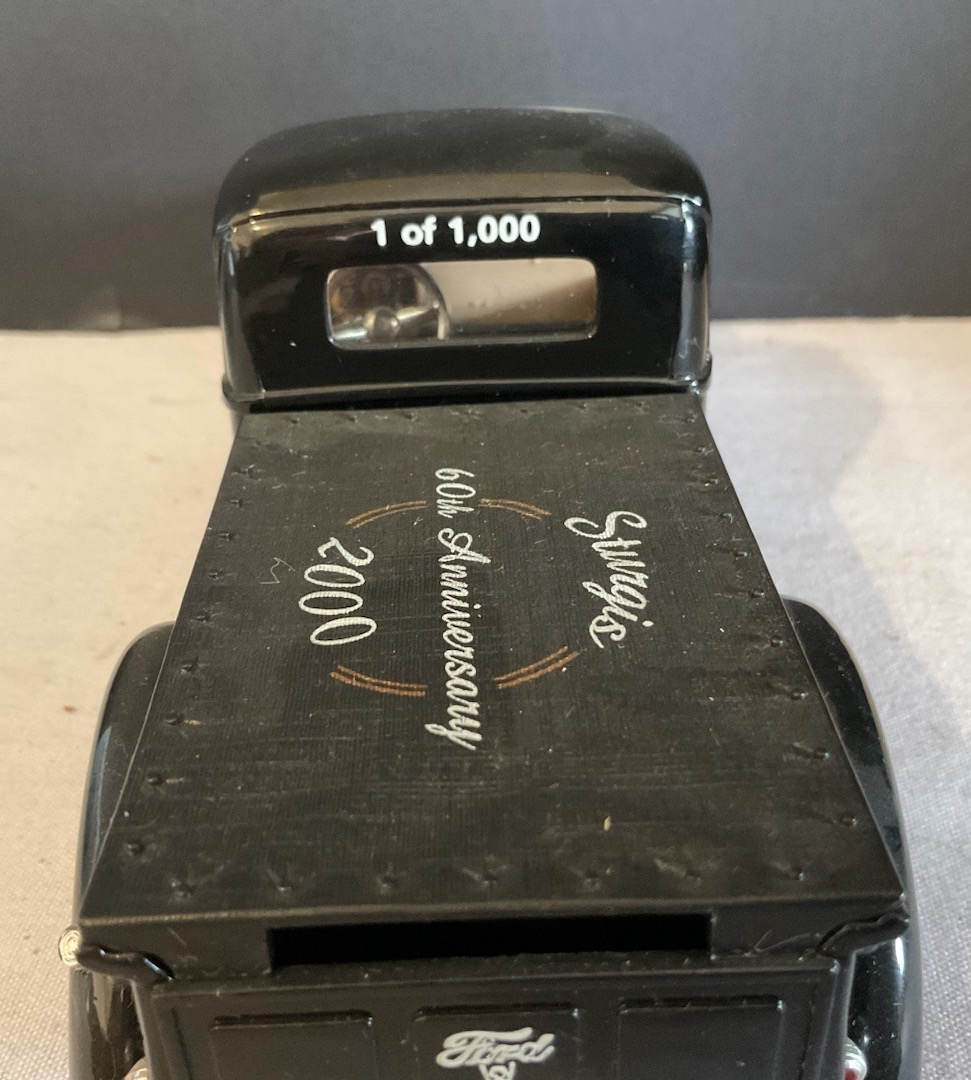 1 of 1,000
Sturgis
60th Anniversary
2000
Ford